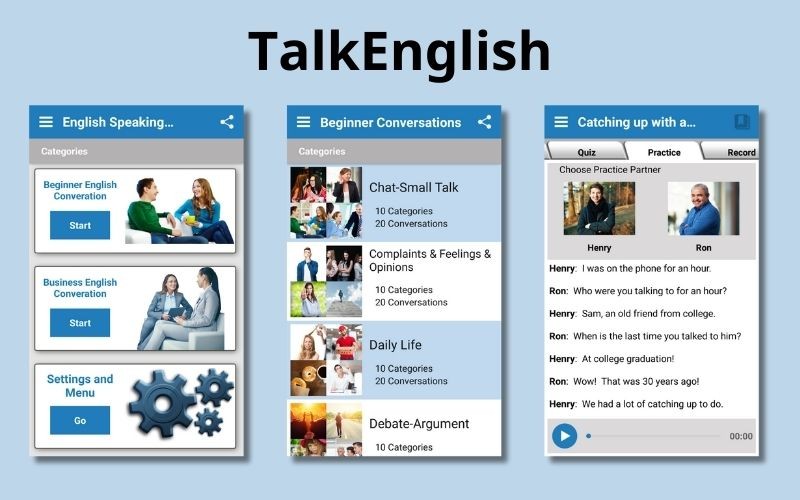 TalkEnglish
English Speaking...
Categories
Beginner English
Converation
Start
Business English
Converation
Start
Settings and
Menu
Go
Beginner Conversations
Categories
Chat-Small Talk
10 Categories
20 Conversations
Complaints & Feelings &
Opinions
10 Categories
20 Conversations
Daily Life
10 Categories
20 Conversations
Debate-Argument
10 Categories
Catching up with a...
Quiz
Practice
Record
Choose Practice Partner
Henry
Ron
Henry: I was on the phone for an hour.
Ron: Who were you talking to for an hour?
Henry: Sam, an old friend from college.
Ron: When is the last time you talked to him?
Henry: At college graduation!
Ron: Wow! That was 30 years ago!
Henry: We had a lot of catching up to do.
00:00